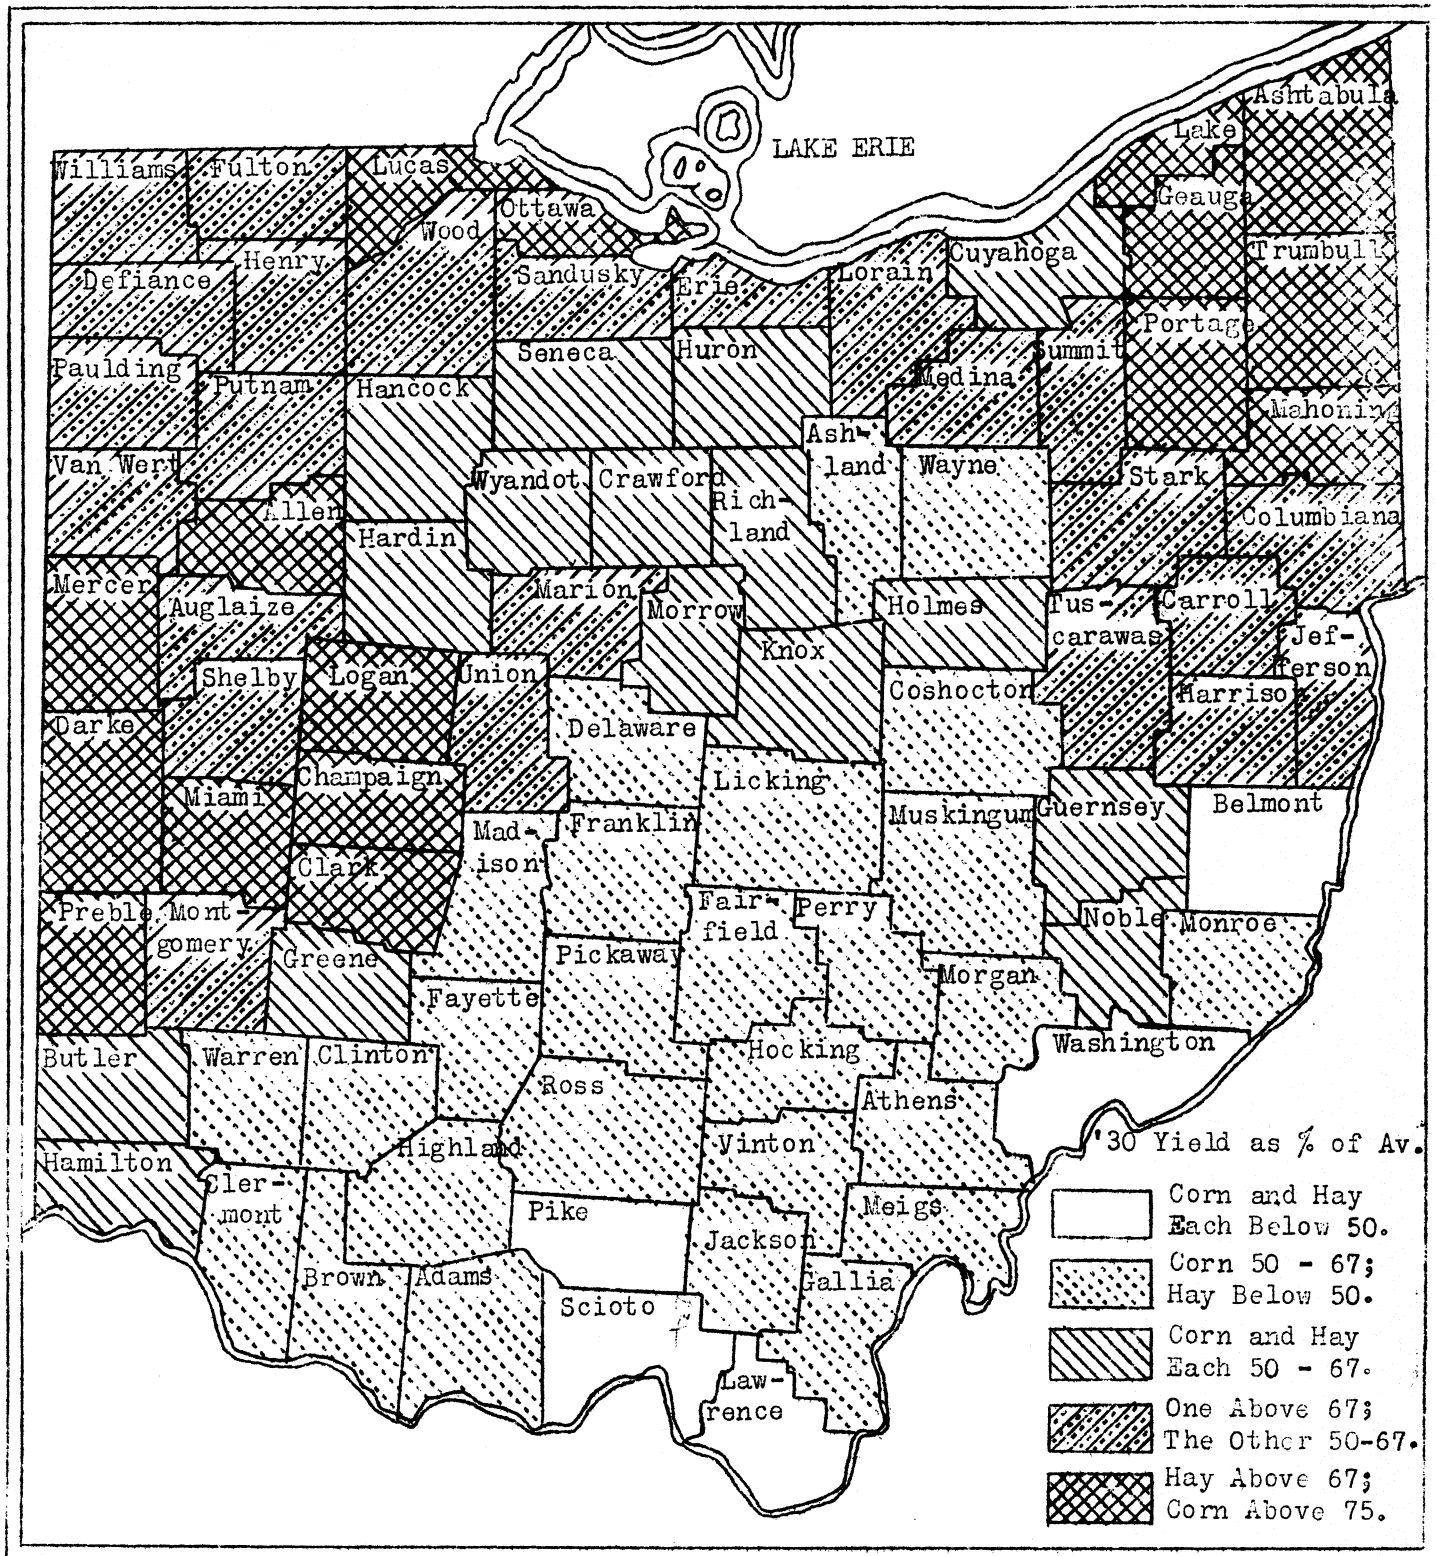 LAKE ERIE
Ashtabula
Lake
Williams
Fulton
Lucas
Geauga
Ottawa
Wood
Henry
Defiance
Sandusky
Erie
Lorain
Cuyahoga
Trumbull
Portage
Paulding
Putnam
Hancock
Seneca
Huron
Medina
Summit
Mahoning
Van Wert
Allen
Wyandot
Crawford
Rich-
land
Ash-
land
Wayne
Stark
Columbiana
Hardin
Mercer
Auglaize
Marion
Morrow
Holmes
Tus-
carawas
Carroll
Jef-
ferson
Shelby
Logan
Union
Knox
Coshocton
Harrison
Darke
Delaware
Miami
Champaign
Licking
Muskingum
Guernsey
Belmont
Mad-
ison
Franklin
Clark
Preble
Mont-
gomery
Fair-
field
Perry
Noble
Monroe
Greene
Pickaway
Morgan
Fayette
Butler
Warren
Clinton
Hocking
Washington
Ross
Athens
Highland
Vinton
Hamilton
Cler-
mont
Pike
Meigs
Jackson
Brown
Adams
Gallia
Scioto
Law-
rence
'30 Yield as % of Av.
Corn and Hay
Each Below 50.
Corn 50 - 67;
Hay Below 50.
Corn and Hay
Each 50 - 67.
One Above 67;
The Other 50-67.
Hay Above 67;
Corn Above 75.